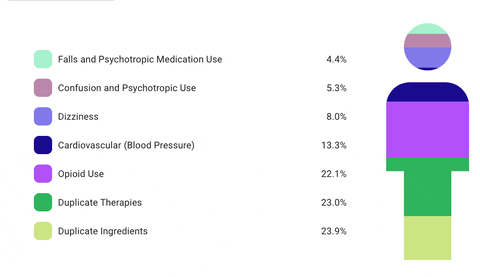 Falls and Psychotropic Medication Use 4.4%
Confusion and Psychotropic Use 5.3%
Dizziness 8.0%
Cardiovascular (Blood Pressure) 13.3%
Opioid Use 22.1%
Duplicate Therapies 23.0%
Duplicate Ingredients 23.9%